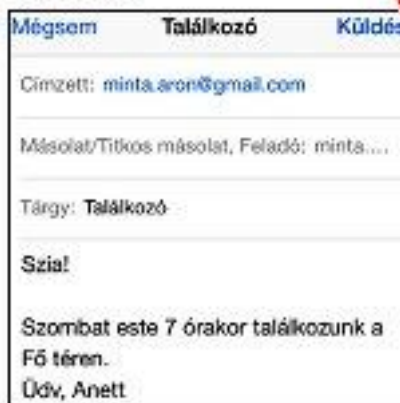 Mégsem Találkozó Küldés
Címzett: minta.aron@gmail.com
Másolat/Titkos másolat, Feladó: minta....
Tárgy: Találkozó
Szia!
Szombat este 7 órakor találkozunk a
Fő téren.
Üdv, Anett